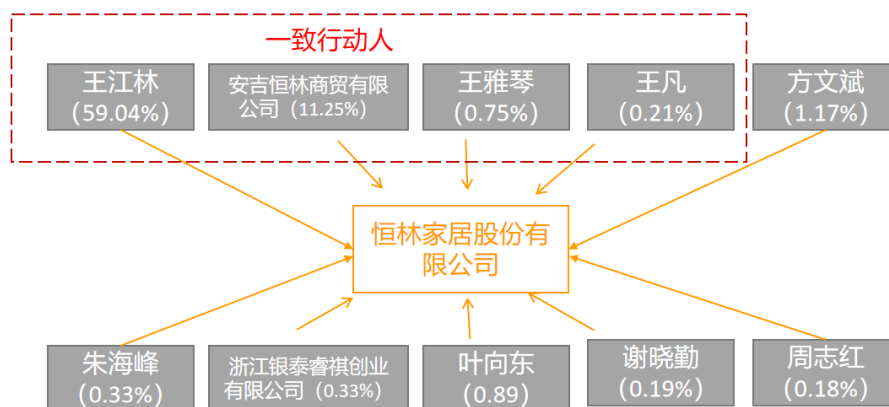 一致行动人
王江林
（59.04%）
安吉恒林商贸有限
公司（11.25%）
王雅琴
（0.75%）
王凡
（0.21%）
方文斌
（1.17%）
恒林家居股份有
限公司
朱海峰
（0.33%）
浙江银泰睿祺创业
有限公司（0.33%）
叶向东
（0.89）
谢晓勤
（0.19%）
周志红
（0.18%）